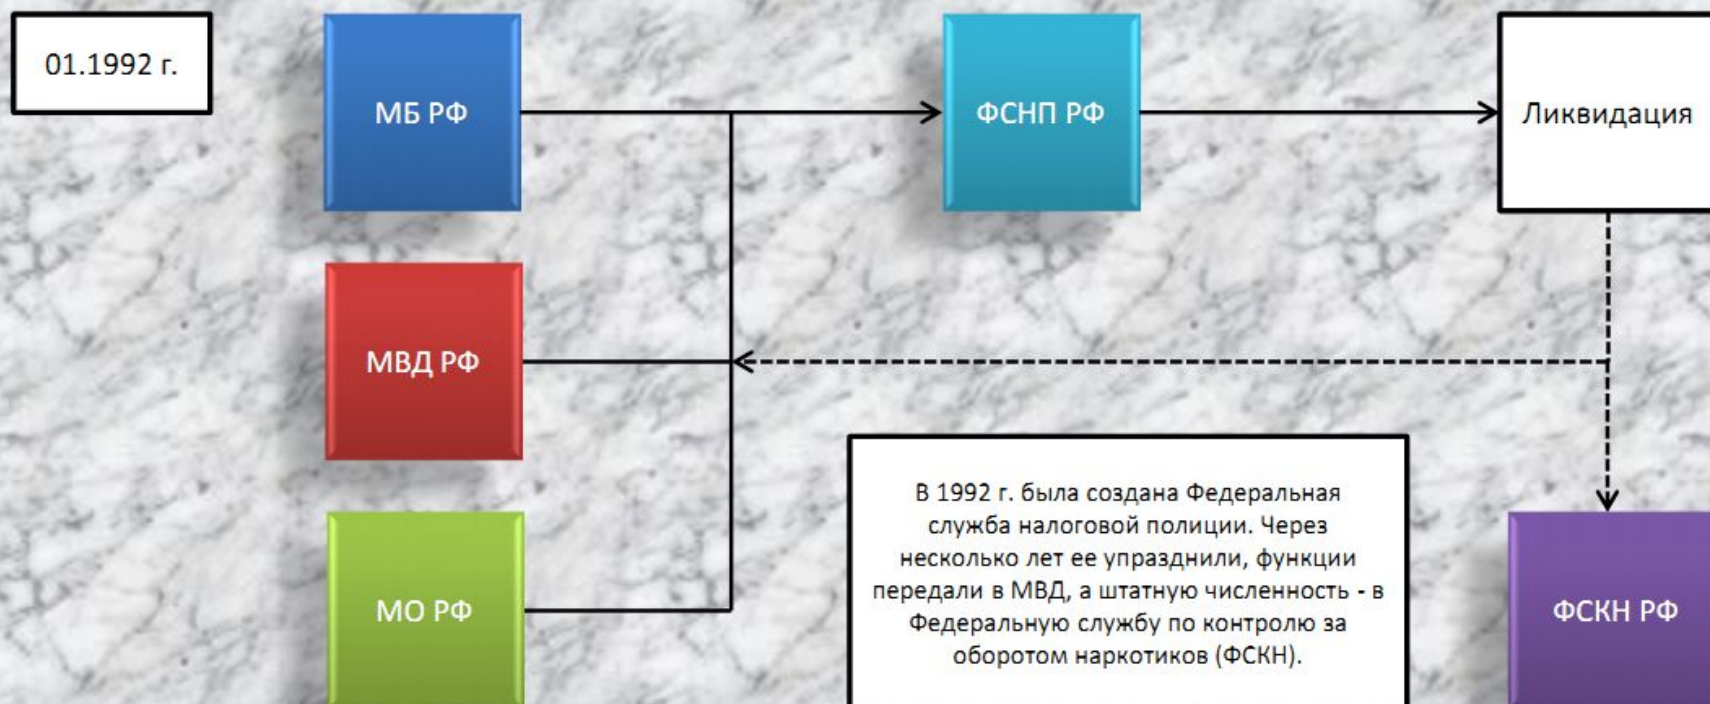 01.1992 г.
МБ РФ
ФСНП РФ
Ликвидация
МВД РФ
В 1992 г. была создана Федеральная
служба налоговой полиции. Через
несколько лет ее упразднили, функции
передали в МВД, а штатную численность - в
Федеральную службу по контролю за
оборотом наркотиков (ФСКН).
МО РФ
ФСКН РФ